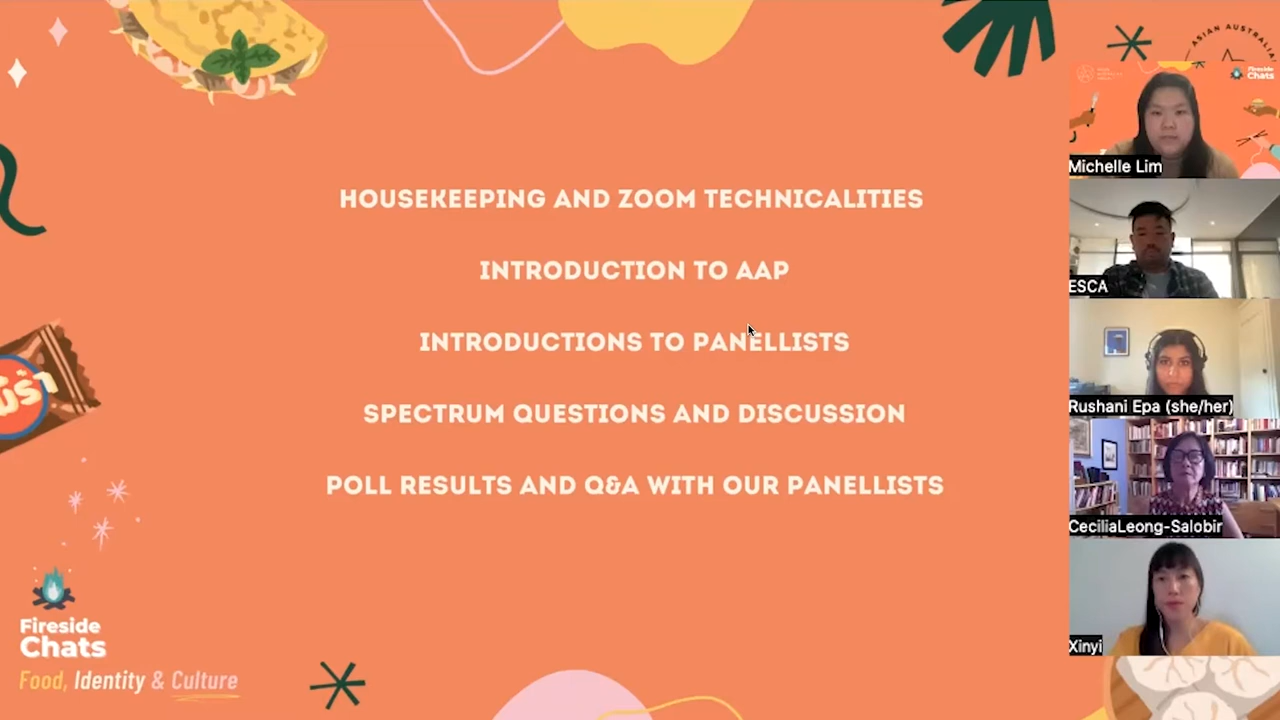 ASIAN AUSTRALIA
HOUSEKEEPING AND ZOOM TECHNICALITIES
INTRODUCTION TO AAP
INTRODUCTIONS TO PANELLISTS
SPECTRUM QUESTIONS AND DISCUSSION
POLL RESULTS AND Q&A WITH OUR PANELLISTS
Fireside
Chats
Food, Identity & Culture
Fireside
Chats
Michelle Lim
ESCA
Rushani Epa (she/her)
CeciliaLeong-Salobir
Xinyi